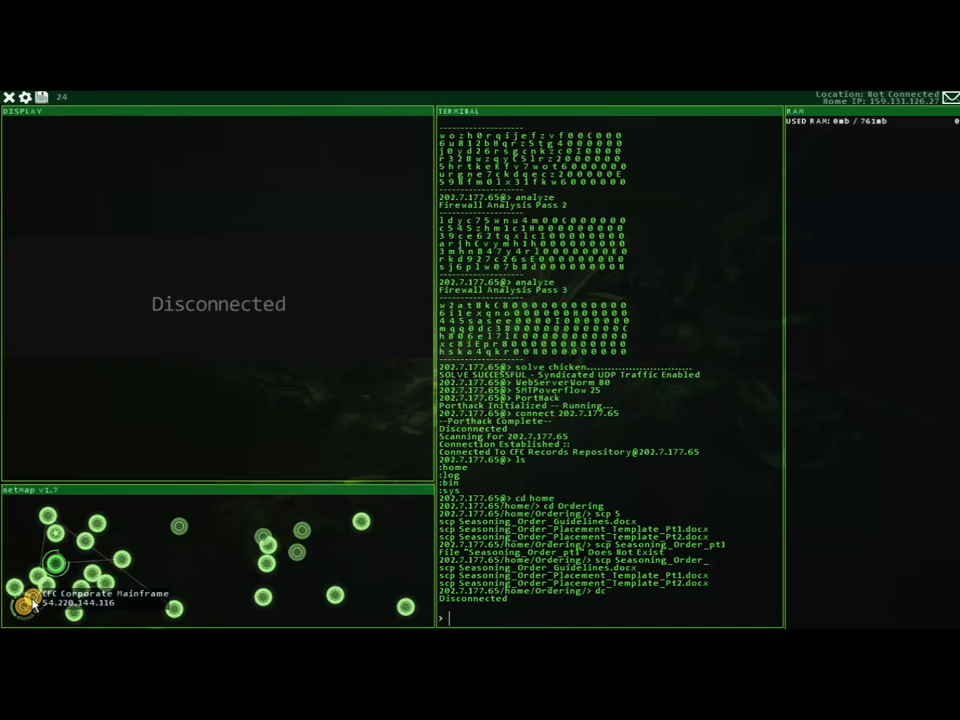 24
Location: Not Connected
Home IP: 159.131.126.27
DISPLAY
Disconnected
netMap v1.7
CFC Corporate Mainframe
54.220.144.116
TERMINAL
--------------------
--------------------
202.7.177.65@> analyze
Firewall Analysis Pass 2
--------------------
--------------------
202.7.177.65@> analyze
Firewall Analysis Pass 3
--------------------
--------------------
202.7.177.65@> solve chicken...........................
SOLVE SUCCESSFUL - Syndicated UDP Traffic Enabled
202.7.177.65@> WebServerWorm 80
202.7.177.65@> SMTPoverflow 25
202.7.177.65@> PortHack
Porthack Initialized -- Running...
202.7.177.65@> connect 202.7.177.65
--Porthack Complete--
Disconnected
Scanning For 202.7.177.65
Connection Established ::
Connected To CFC Records Repository@202.7.177.65
202.7.177.65@> ls
:home
:log
:bin
:sys
202.7.177.65@> cd home
202.7.177.65/home/> cd Ordering
202.7.177.65/home/Ordering/> scp S
scp Seasoning_Order_Guidelines.docx
scp Seasoning_Order_Placement_Template_Pt1.docx
scp Seasoning_Order_Placement_Template_Pt2.docx
202.7.177.65/home/Ordering/> scp Seasoning_Order_pt1
File "Seasoning_Order_pt1" Does Not Exist
202.7.177.65/home/Ordering/> scp Seasoning_Order_
scp Seasoning_Order_Guidelines.docx
scp Seasoning_Order_Placement_Template_Pt1.docx
scp Seasoning_Order_Placement_Template_Pt2.docx
202.7.177.65/home/Ordering/> dc
Disconnected
>
RAM
USED RAM: 0mb / 761mb
0